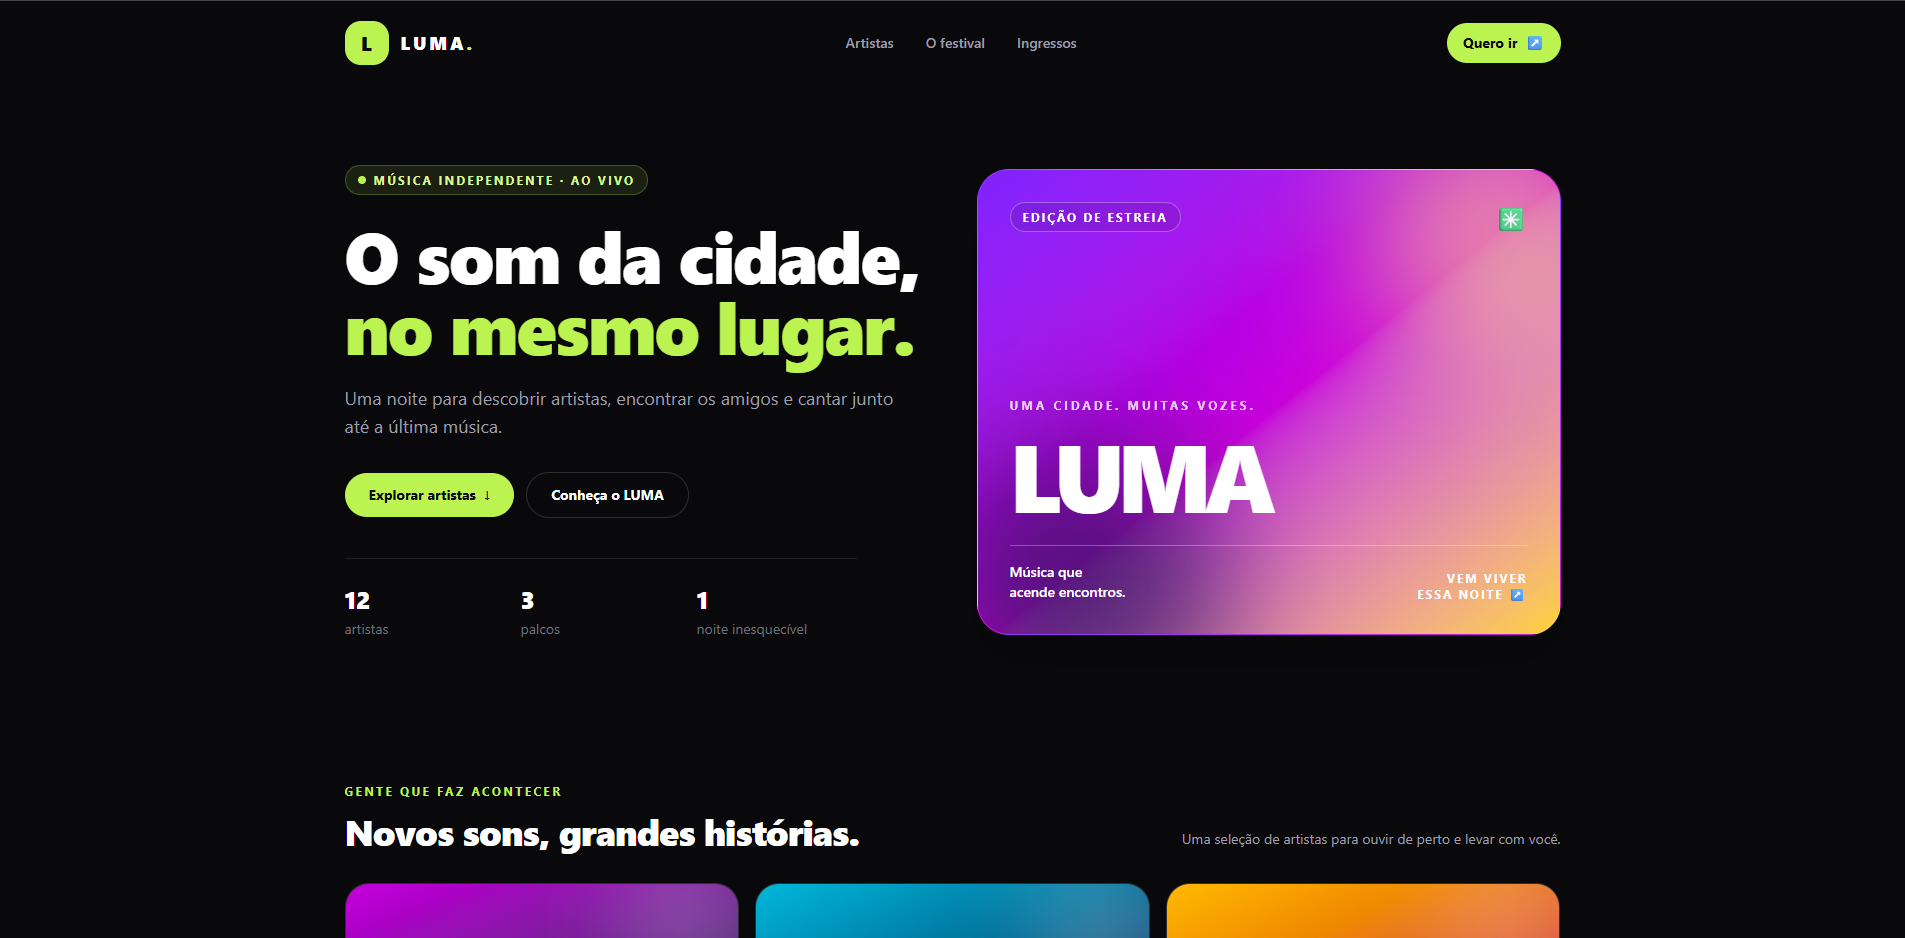 L LUMA.
Artistas O festival Ingressos
Quero ir ↗
MÚSICA INDEPENDENTE · AO VIVO
O som da cidade,
no mesmo lugar.
Uma noite para descobrir artistas, encontrar os amigos e cantar junto
até a última música.
Explorar artistas ↓ Conheça o LUMA
12 3 1
artistas palcos noite inesquecível
EDIÇÃO DE ESTREIA ✳
UMA CIDADE. MUITAS VOZES.
LUMA
Música que
acende encontros.
VEM VIVER
ESSA NOITE ↗
GENTE QUE FAZ ACONTECER
Novos sons, grandes histórias.
Uma seleção de artistas para ouvir de perto e levar com você.